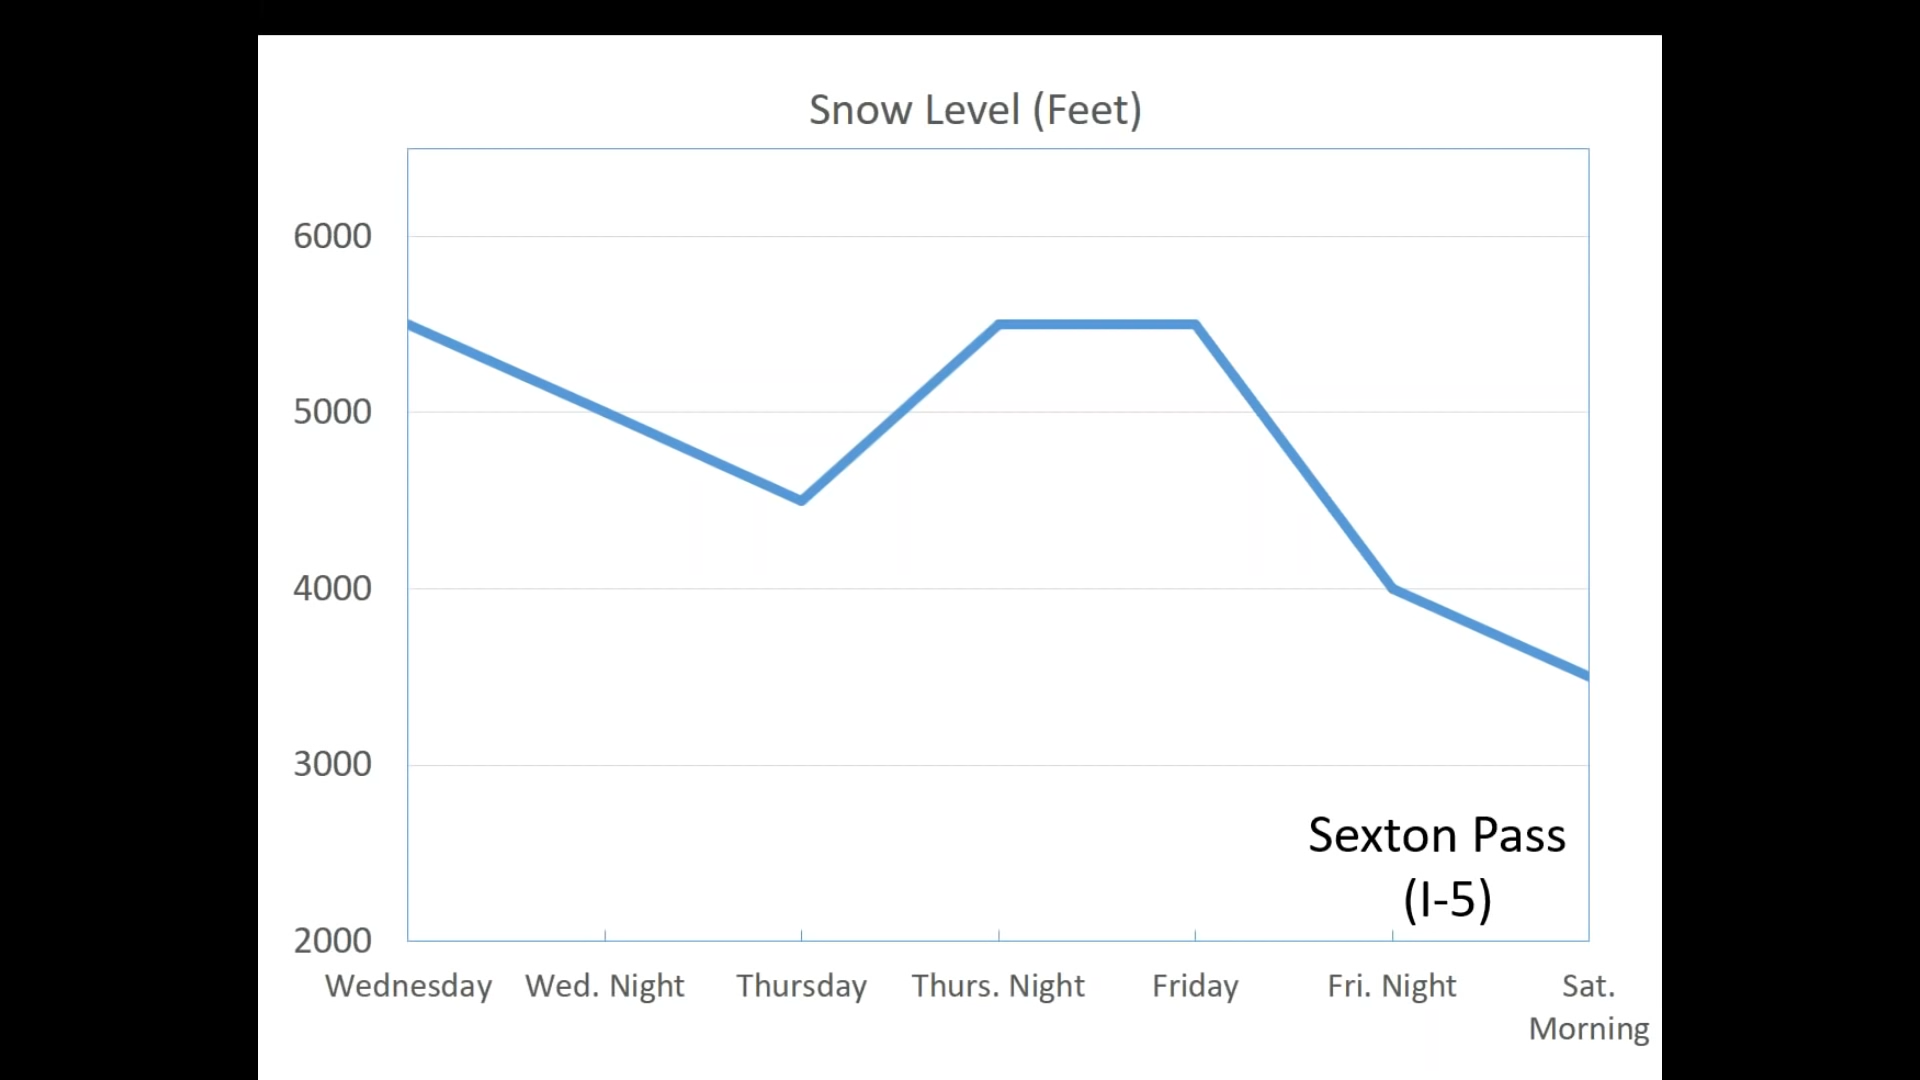 Snow Level (Feet)
6000
5000
4000
3000
2000
Sexton Pass
(I-5)
Wednesday Wed. Night Thursday Thurs. Night Friday Fri. Night Sat.
Morning